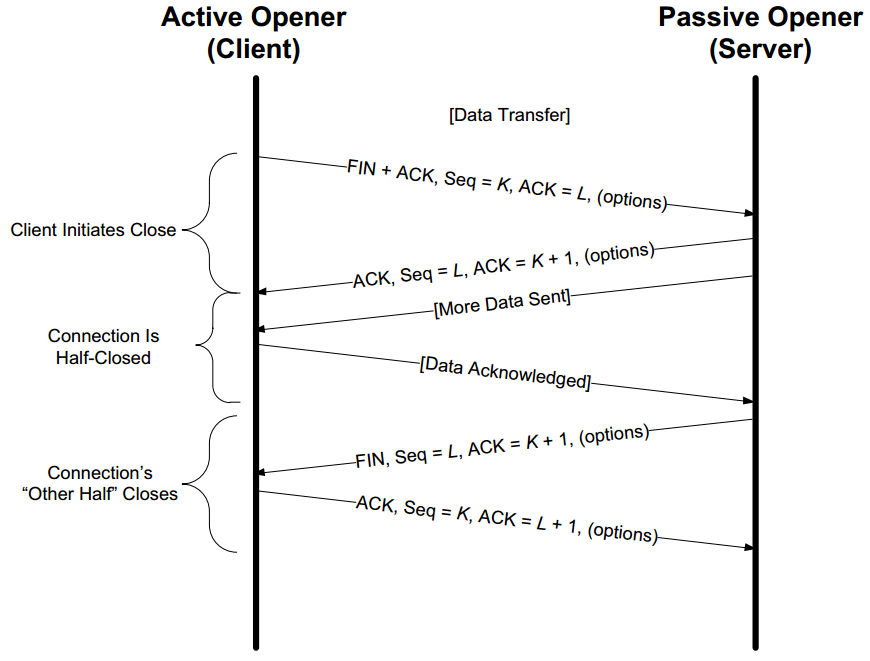 Active Opener
(Client)
Passive Opener
(Server)
[Data Transfer]
FIN + ACK, Seq = K, ACK = L, (options)
Client Initiates Close
ACK, Seq = L, ACK = K + 1, (options)
[More Data Sent]
Connection Is
Half-Closed
[Data Acknowledged]
FIN, Seq = L, ACK = K + 1, (options)
Connection's
“Other Half” Closes
ACK, Seq = K, ACK = L + 1, (options)